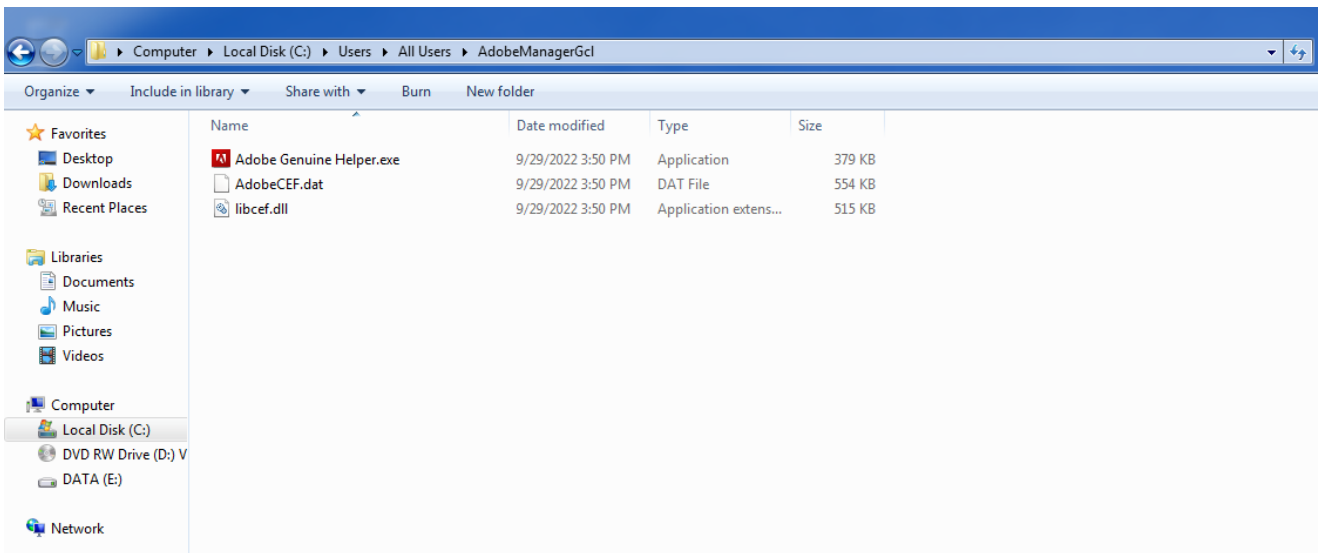 Computer ▸ Local Disk (C:) ▸ Users ▸ All Users ▸ AdobeManagerGcl
Organize Include in library Share with Burn New folder
Favorites
Desktop
Downloads
Recent Places
Libraries
Documents
Music
Pictures
Videos
Computer
Local Disk (C:)
DVD RW Drive (D:) V
DATA (E:)
Network
Name Date modified Type Size
Adobe Genuine Helper.exe 9/29/2022 3:50 PM Application 379 KB
AdobeCEF.dat 9/29/2022 3:50 PM DAT File 554 KB
libcef.dll 9/29/2022 3:50 PM Application extens... 515 KB